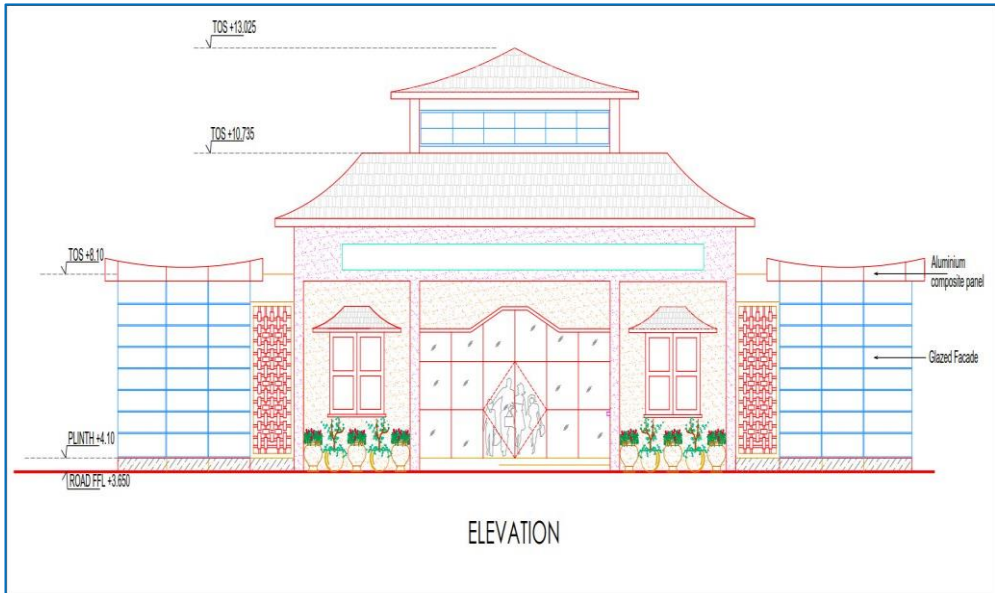 TOS +13.025
TOS +10.735
TOS +8.10
Aluminium
composite panel
Glazed Facade
PLINTH +4.10
ROAD FFL +3.650
ELEVATION